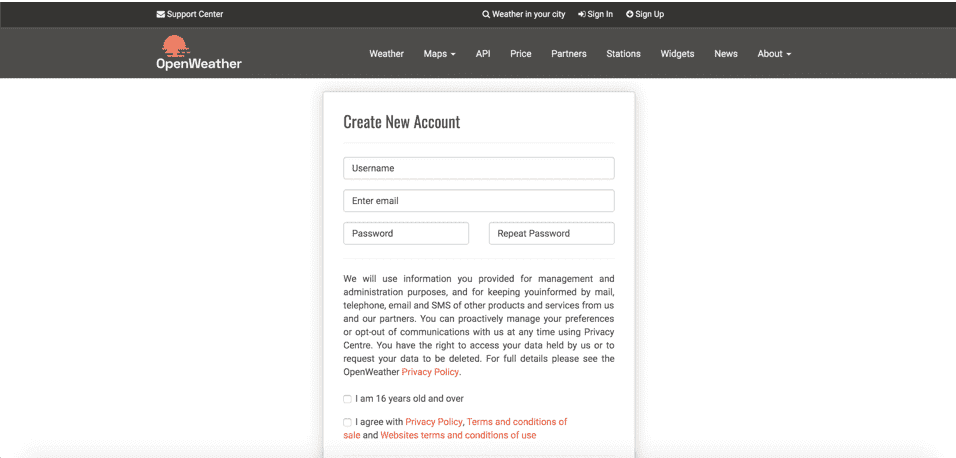 Support Center
Weather in your city Sign In Sign Up
OpenWeather
Weather Maps API Price Partners Stations Widgets News About
Create New Account
Username
Enter email
Password Repeat Password
We will use information you provided for management and
administration purposes, and for keeping youinformed by mail,
telephone, email and SMS of other products and services from us
and our partners. You can proactively manage your preferences
or opt-out of communications with us at any time using Privacy
Centre. You have the right to access your data held by us or to
request your data to be deleted. For full details please see the
OpenWeather Privacy Policy.
I am 16 years old and over
I agree with Privacy Policy, Terms and conditions of
sale and Websites terms and conditions of use